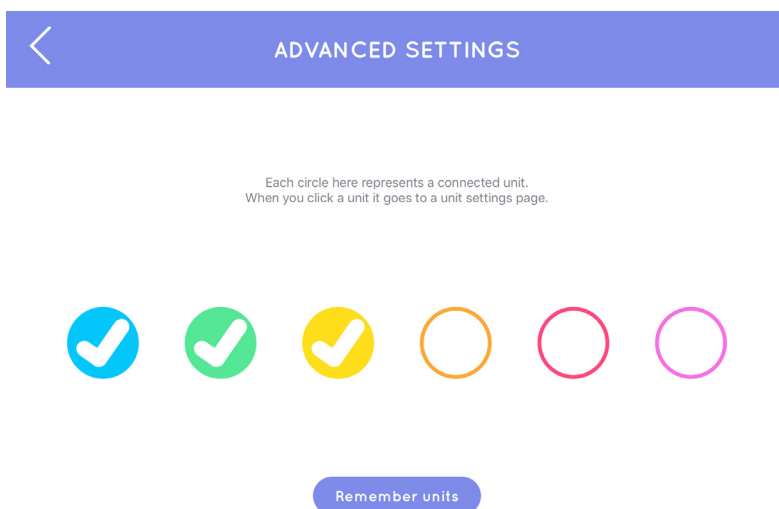 ADVANCED SETTINGS
Each circle here represents a connected unit.
When you click a unit it goes to a unit settings page.
Remember units